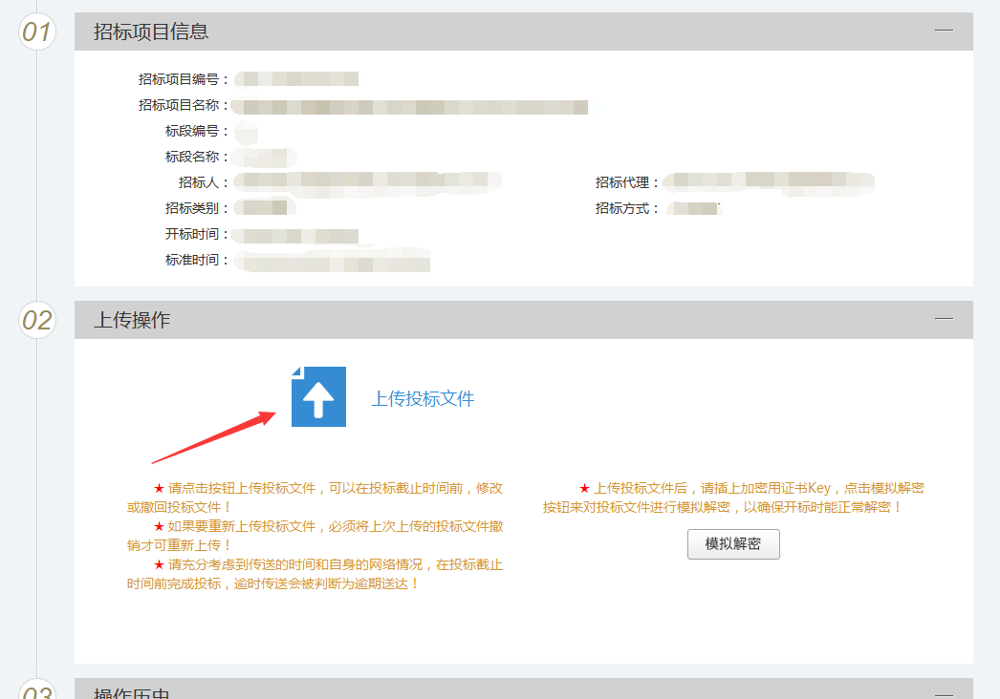 01 招标项目信息
招标项目编号：
招标项目名称：
标段编号：
标段名称：
招标人： 招标代理：
招标类别： 招标方式：
开标时间：
标准时间：
02 上传操作
上传投标文件
★ 请点击按钮上传投标文件，可以在投标截止时间前，修改
或撤回投标文件！
★ 如果要重新上传投标文件，必须将上次上传的投标文件撤
销才可重新上传！
★ 请充分考虑到传送的时间和自身的网络情况，在投标截止
时间前完成投标，逾时传送会被判断为逾期送达！
★ 上传投标文件后，请插上加密用证书Key，点击模拟解密
按钮来对投标文件进行模拟解密，以确保开标时能正常解密！
模拟解密
03 操作历史